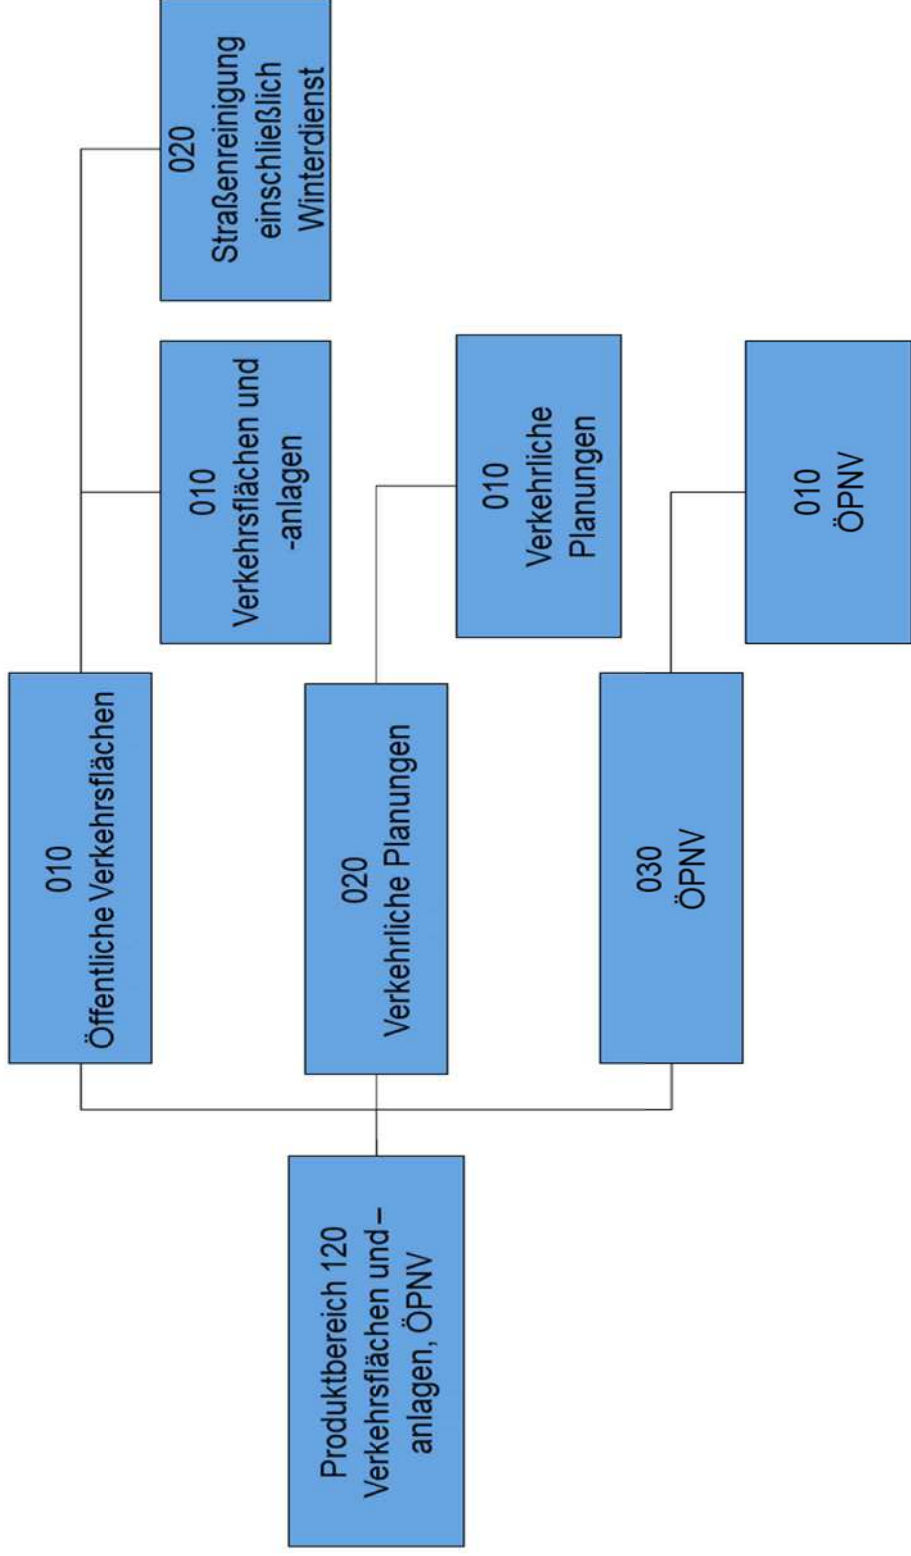 Produktbereich 120
Verkehrsflächen und –
anlagen, ÖPNV
010
Öffentliche Verkehrsflächen
010
Verkehrsflächen und
-anlagen
020
Straßenreinigung
einschließlich
Winterdienst
020
Verkehrliche Planungen
010
Verkehrliche
Planungen
030
ÖPNV
010
ÖPNV